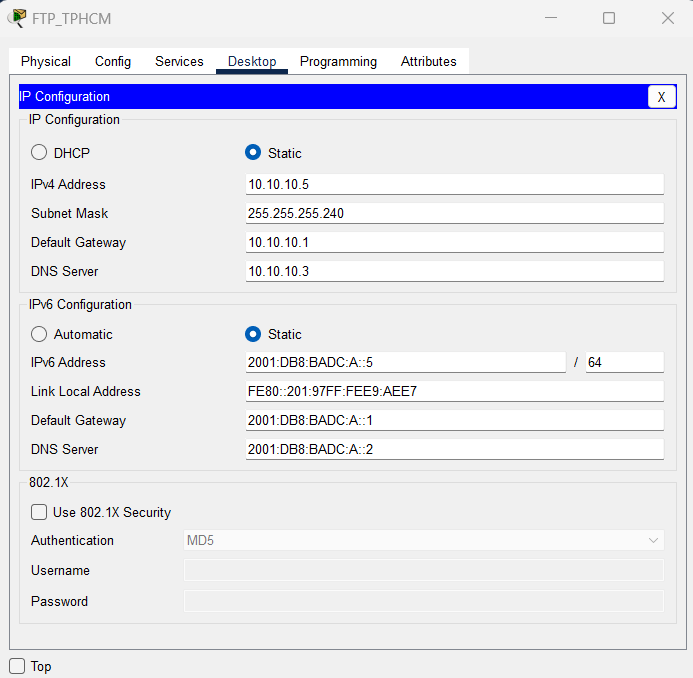 FTP_TPHCM
Physical Config Services Desktop Programming Attributes
IP Configuration X
IP Configuration
DHCP Static
IPv4 Address 10.10.10.5
Subnet Mask 255.255.255.240
Default Gateway 10.10.10.1
DNS Server 10.10.10.3
IPv6 Configuration
Automatic Static
IPv6 Address 2001:DB8:BADC:A::5 / 64
Link Local Address FE80::201:97FF:FEE9:AEE7
Default Gateway 2001:DB8:BADC:A::1
DNS Server 2001:DB8:BADC:A::2
802.1X
Use 802.1X Security
Authentication MD5
Username
Password
Top